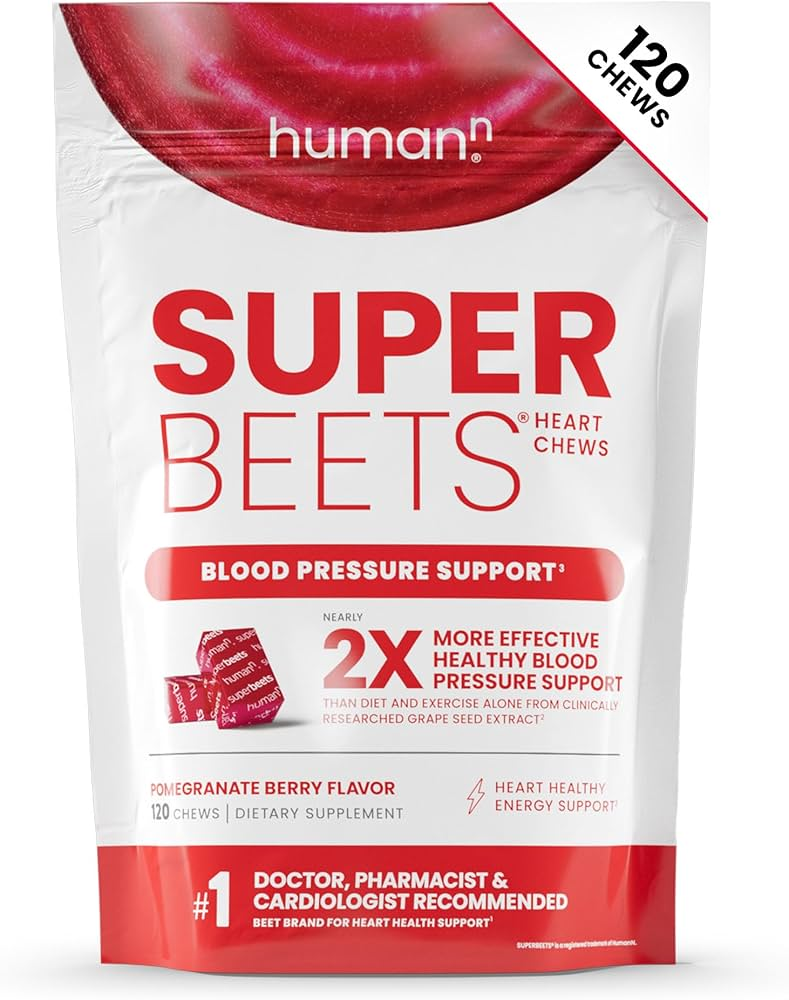 120
CHEWS
humann®
SUPER
BEETS® HEART
CHEWS
BLOOD PRESSURE SUPPORT³
NEARLY
2X MORE EFFECTIVE
HEALTHY BLOOD
PRESSURE SUPPORT
THAN DIET AND EXERCISE ALONE FROM CLINICALLY
RESEARCHED GRAPE SEED EXTRACT²
superbeets
humann
superbeets
humann
POMEGRANATE BERRY FLAVOR
120 CHEWS | DIETARY SUPPLEMENT
HEART HEALTHY
ENERGY SUPPORT†
#1 DOCTOR, PHARMACIST &
CARDIOLOGIST RECOMMENDED
BEET BRAND FOR HEART HEALTH SUPPORT¹
SUPERBEETS® is a registered trademark of HumanN.